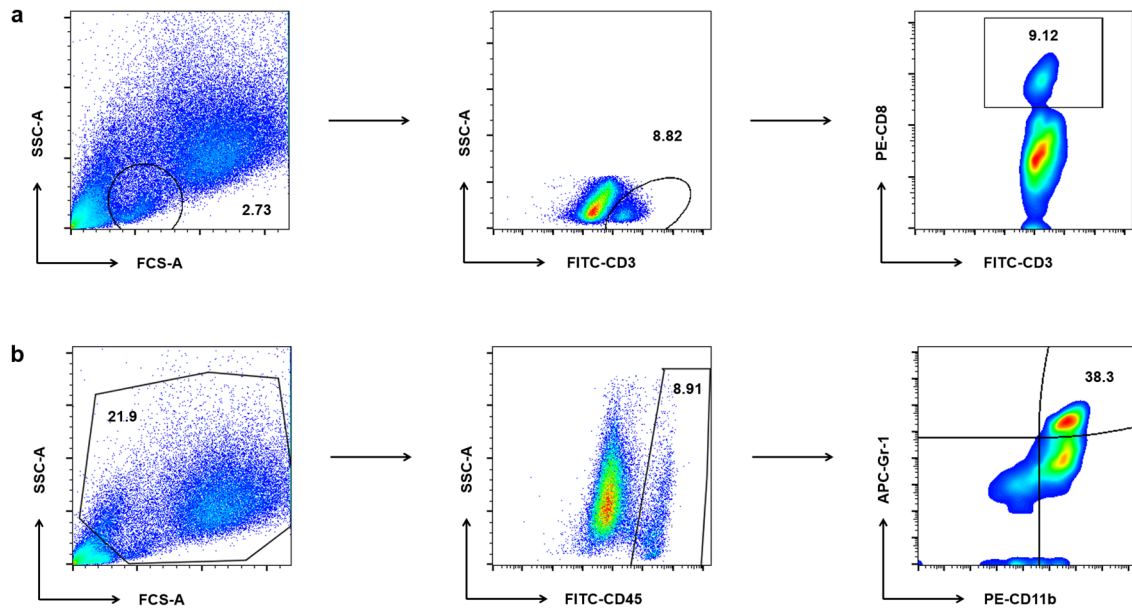 a
SSC-A
2.73
FCS-A
SSC-A
8.82
FITC-CD3
PE-CD8
9.12
FITC-CD3
b
SSC-A
21.9
FCS-A
SSC-A
8.91
FITC-CD45
APC-Gr-1
38.3
PE-CD11b